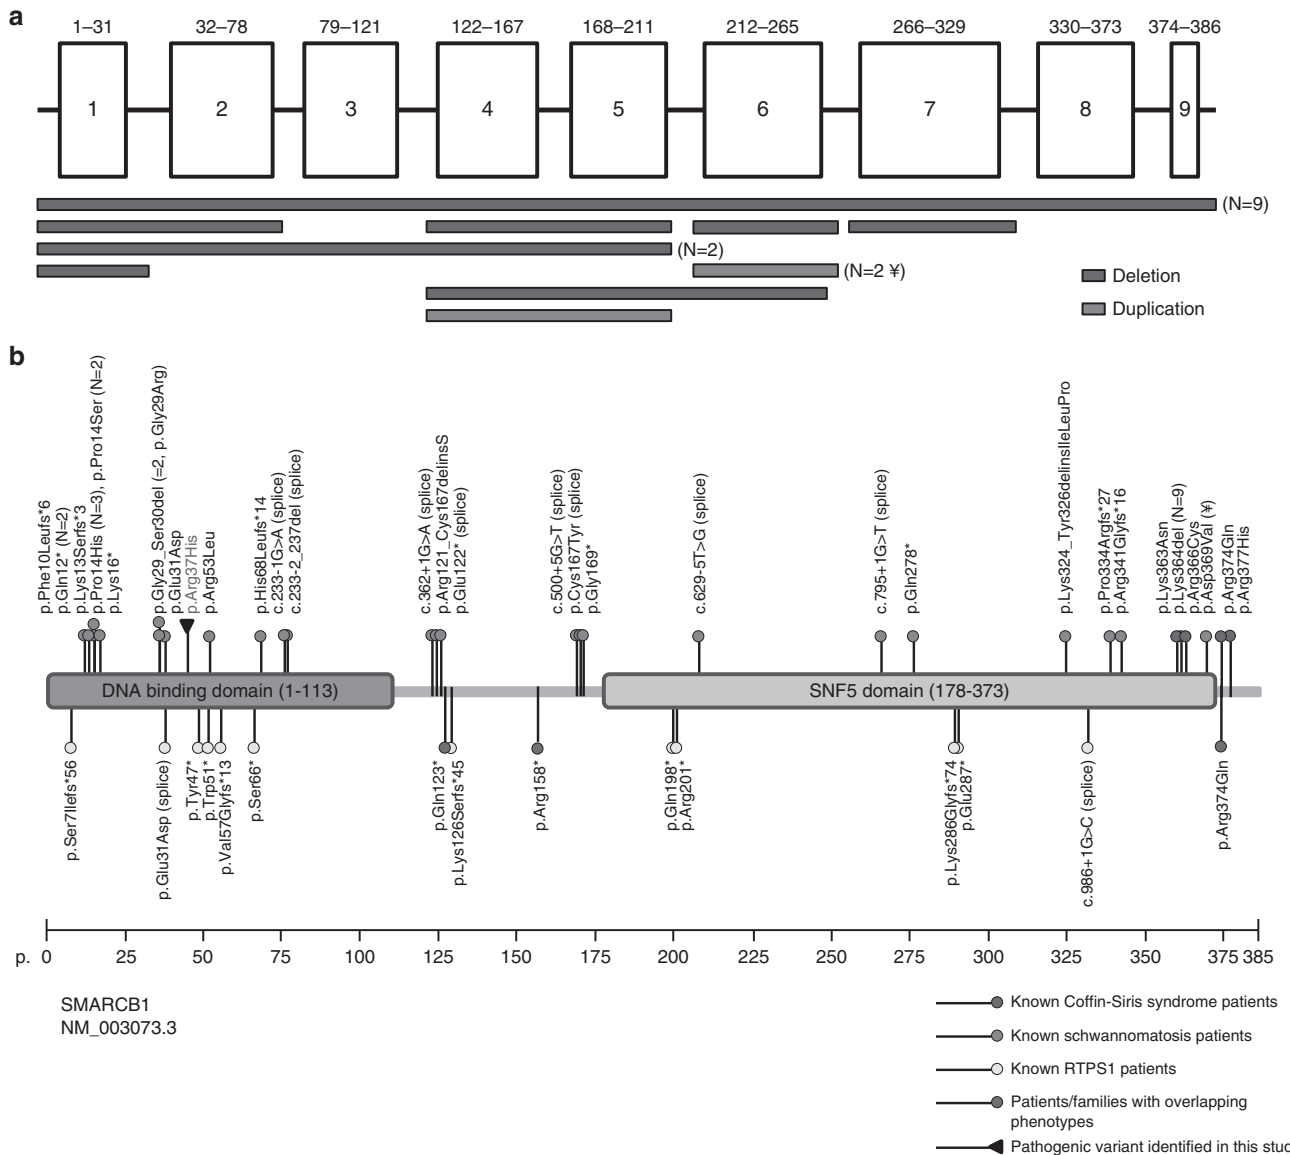 a
1–31 32–78 79–121 122–167 168–211 212–265 266–329 330–373 374–386
1 2 3 4 5 6 7 8 9
(N=9)
(N=2)
(N=2 ¥)
Deletion
Duplication
b
p.Phe10Leufs*6
p.Gln12* (N=2)
p.Lys13Serfs*3
p.Pro14His (N=3), p.Pro14Ser (N=2)
p.Lys16*
p.Gly29_Ser30del (=2, p.Gly29Arg)
p.Glu31Asp
p.Arg37His
p.Arg53Leu
p.His68Leufs*14
c.233-1G>A (splice)
c.233-2_237del (splice)
c.362+1G>A (splice)
p.Arg121_Cys167delinsS
p.Glu122* (splice)
c.500+5G>T (splice)
p.Cys167Tyr (splice)
p.Gly169*
c.629-5T>G (splice)
c.795+1G>T (splice)
p.Gln278*
p.Lys324_Tyr326delinsIleLeuPro
p.Pro334Argfs*27
p.Arg341Glyfs*16
p.Lys363Asn
p.Lys364del (N=9)
p.Arg366Cys
p.Asp369Val (¥)
p.Arg374Gln
p.Arg377His
DNA binding domain (1-113)
SNF5 domain (178-373)
p.Ser7Ilefs*56
p.Glu31Asp (splice)
p.Tyr47*
p.Trp51*
p.Val57Glyfs*13
p.Ser66*
p.Gln123*
p.Lys126Serfs*45
p.Arg158*
p.Gln198*
p.Arg201*
p.Lys286Glyfs*74
p.Glu287*
c.986+1G>C (splice)
p.Arg374Gln
p. 0 25 50 75 100 125 150 175 200 225 250 275 300 325 350 375 385
SMARCB1
NM_003073.3
Known Coffin-Siris syndrome patients
Known schwannomatosis patients
Known RTPS1 patients
Patients/families with overlapping
phenotypes
Pathogenic variant identified in this stud